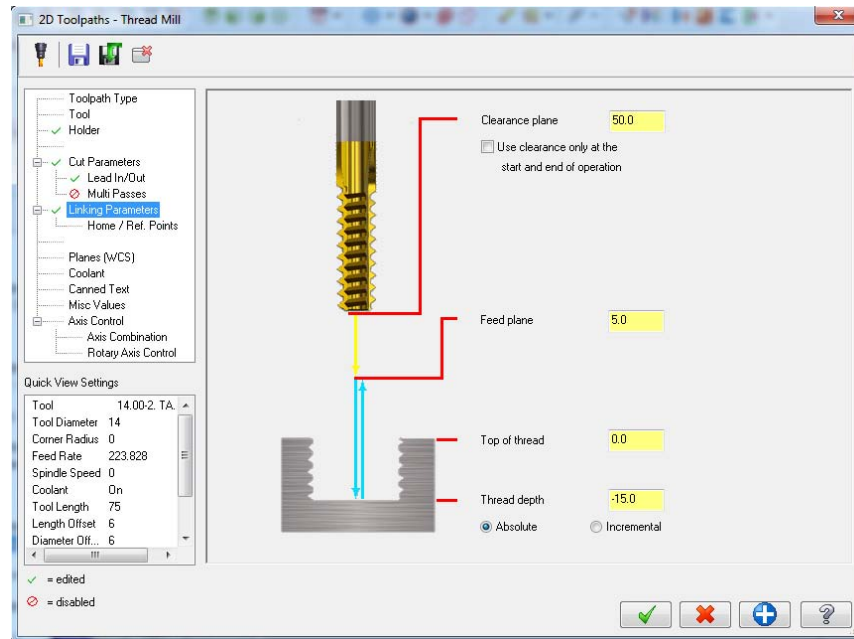 2D Toolpaths - Thread Mill
Toolpath Type
Tool
Holder
Cut Parameters
Lead In/Out
Multi Passes
Linking Parameters
Home / Ref. Points
Planes (WCS)
Coolant
Canned Text
Misc Values
Axis Control
Axis Combination
Rotary Axis Control
Quick View Settings
Tool 14.00-2. TA.
Tool Diameter 14
Corner Radius 0
Feed Rate 223.828
Spindle Speed 0
Coolant On
Tool Length 75
Length Offset 6
Diameter Off... 6
= edited
= disabled
Clearance plane 50.0
Use clearance only at the
start and end of operation
Feed plane 5.0
Top of thread 0.0
Thread depth -15.0
Absolute Incremental